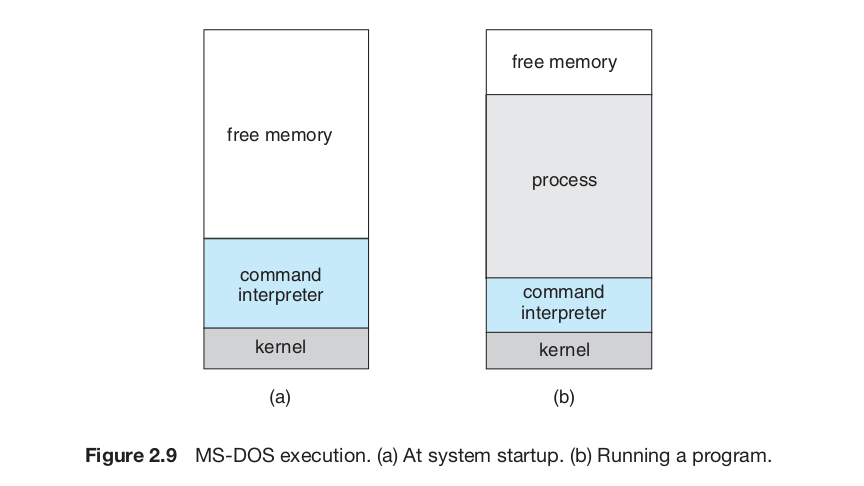 free memory
command
interpreter
kernel
(a)
free memory
process
command
interpreter
kernel
(b)
Figure 2.9 MS-DOS execution. (a) At system startup. (b) Running a program.